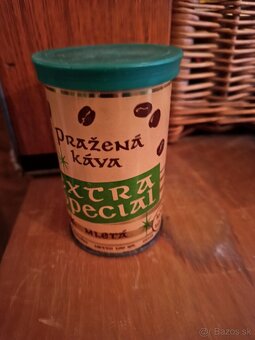 Pražená
káva
Extra
Special
mletá
© Bazos.sk